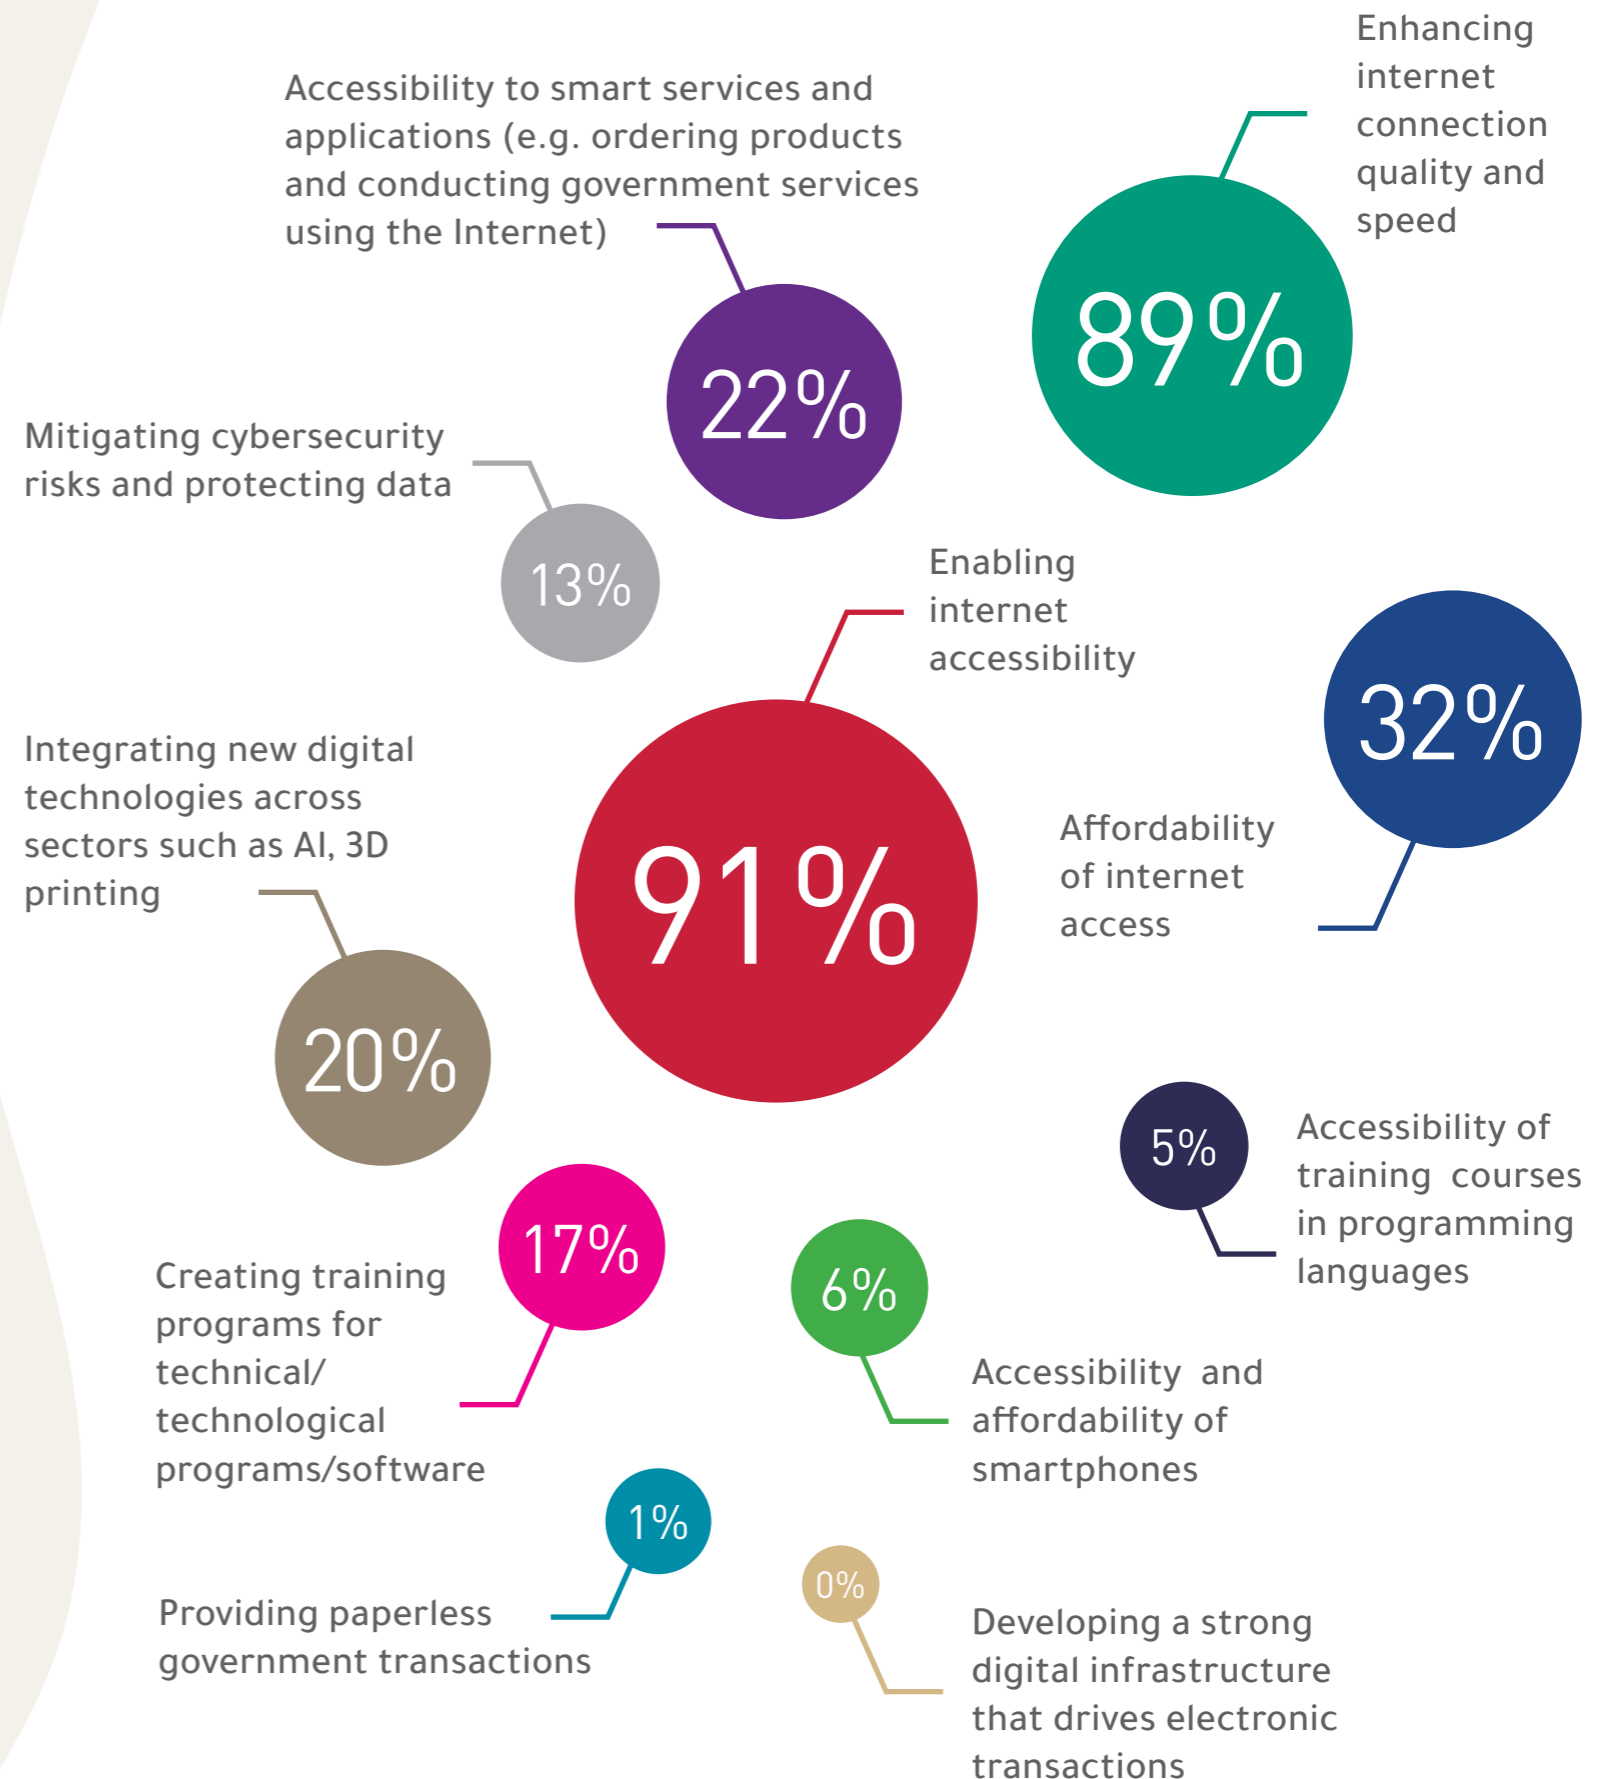 Enhancing
internet
connection
quality and
speed
89%
Accessibility to smart services and
applications (e.g. ordering products
and conducting government services
using the Internet)
22%
Mitigating cybersecurity
risks and protecting data
13%
Enabling
internet
accessibility
91%
32%
Affordability
of internet
access
Integrating new digital
technologies across
sectors such as AI, 3D
printing
20%
5%
Accessibility of
training courses
in programming
languages
17%
Creating training
programs for
technical/
technological
programs/software
6%
Accessibility and
affordability of
smartphones
1%
Providing paperless
government transactions
0%
Developing a strong
digital infrastructure
that drives electronic
transactions